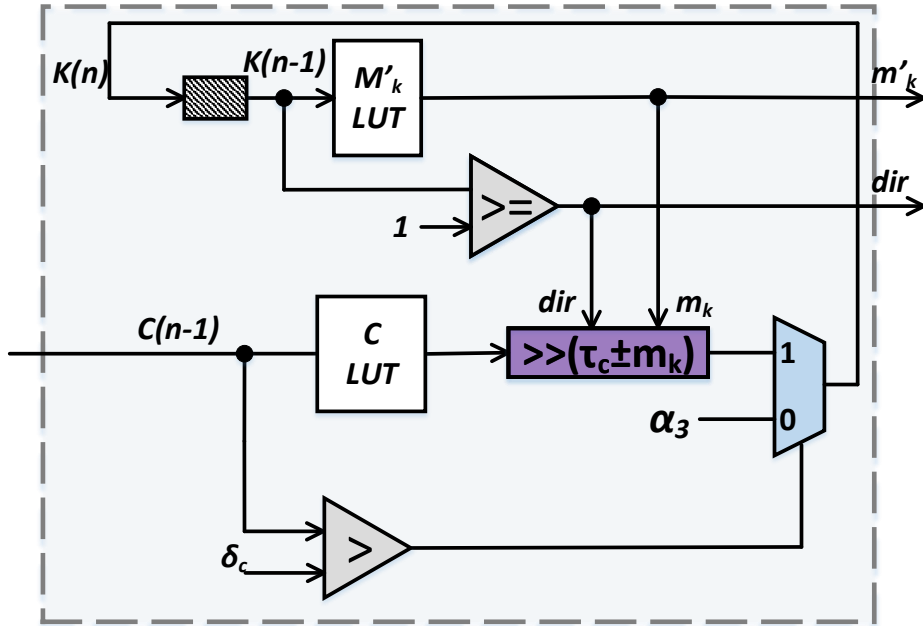 K(n)
K(n-1)
M'k
LUT
m'k
dir
>=
1
C(n-1)
C
LUT
dir
mk
>>(τc±mk)
1
0
α3
δc
>